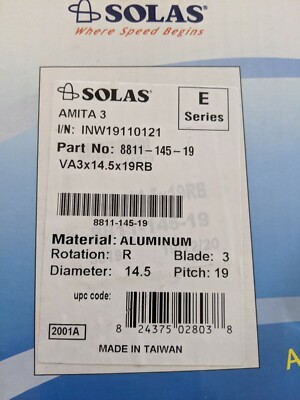 SOLAS®
Where Speed Begins
SOLAS®
E
Series
AMITA 3
I/N: INW19110121
Part No: 8811-145-19
VA3x14.5x19RB
8811-145-19
Material: ALUMINUM
Rotation: R Blade: 3
Diameter: 14.5 Pitch: 19
upc code:
8 24375 02803 8
2001A
MADE IN TAIWAN
A